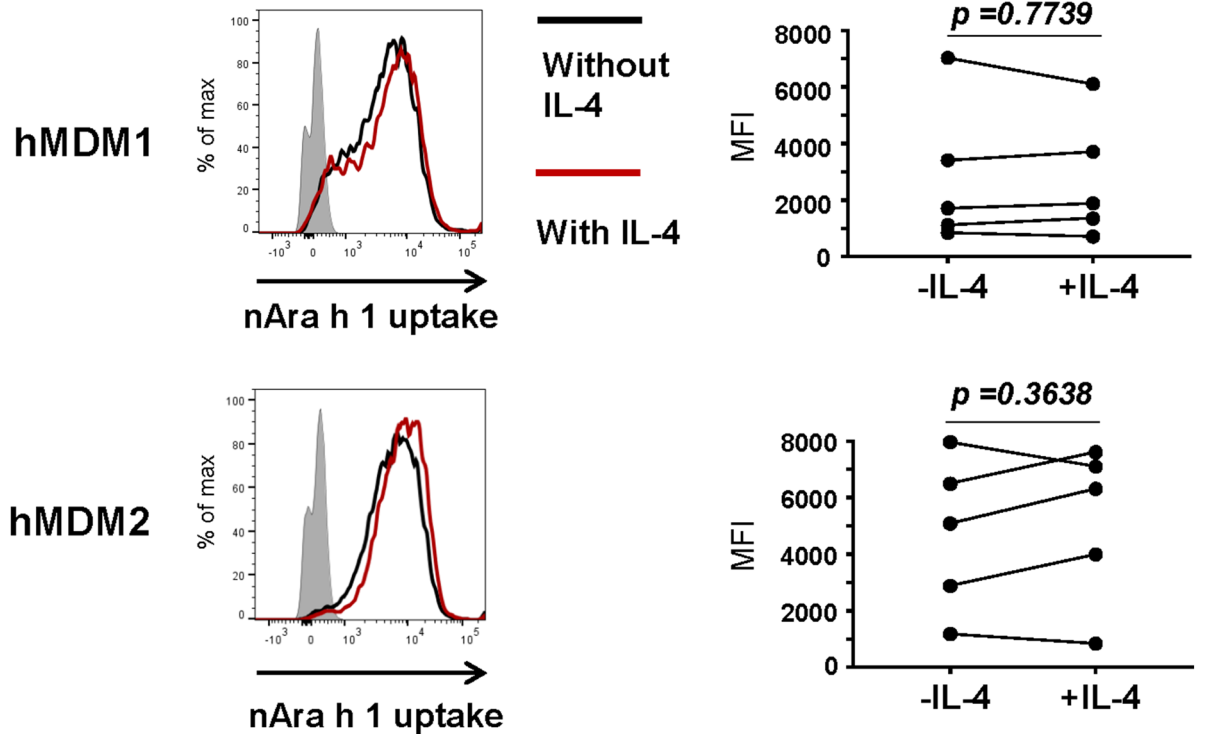 hMDM1
% of max
100
80
60
40
20
0
-10³ 0 10³ 10⁴ 10⁵
nAra h 1 uptake
Without
IL-4
With IL-4
p =0.7739
MFI
8000
6000
4000
2000
0
-IL-4 +IL-4
hMDM2
% of max
100
80
60
40
20
0
-10³ 0 10³ 10⁴ 10⁵
nAra h 1 uptake
p =0.3638
MFI
8000
6000
4000
2000
0
-IL-4 +IL-4